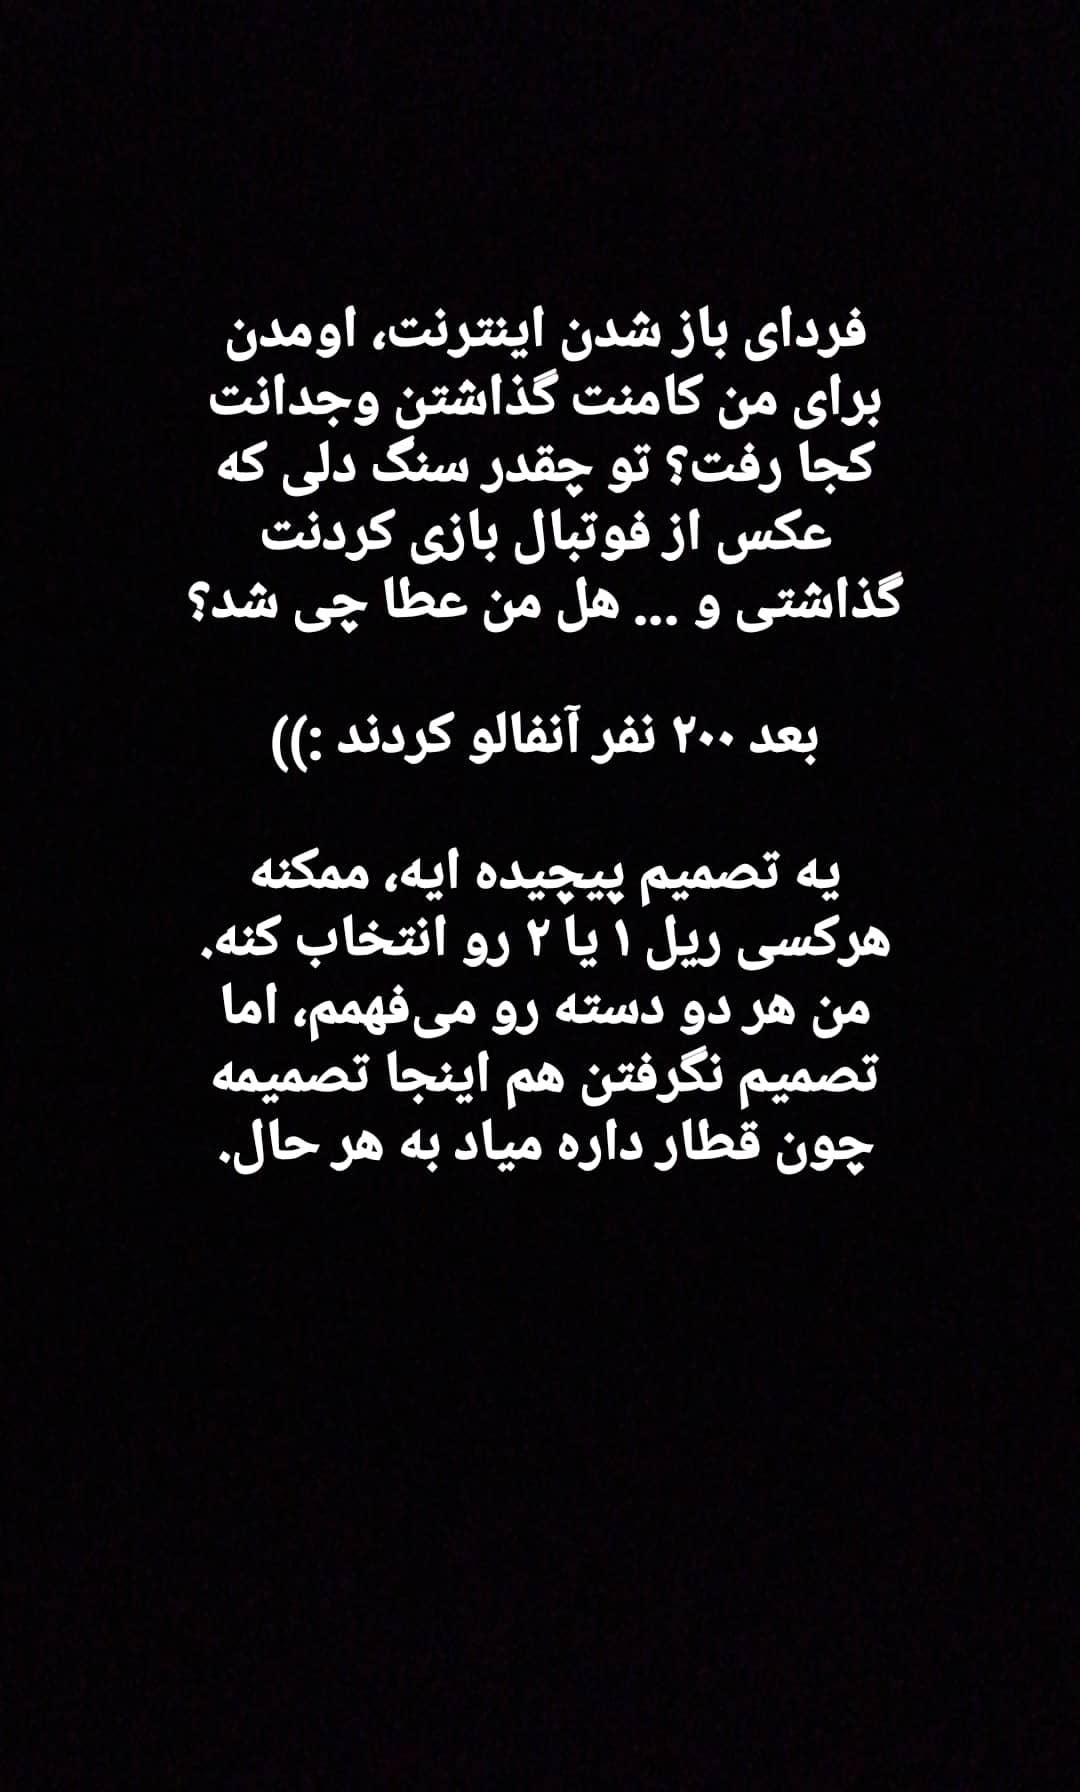 فردای باز شدن اینترنت، اومدن
برای من کامنت گذاشتن وجدانت
کجا رفت؟ تو چقدر سنگ دلی که
عکس از فوتبال بازی کردنت
گذاشتی و ... هل من عطا چی شد؟
بعد ۲۰۰ نفر آنفالو کردند :))
یه تصمیم پیچیده ایه، ممکنه
هرکسی ریل ۱ یا ۲ رو انتخاب کنه.
من هر دو دسته رو می‌فهمم، اما
تصمیم نگرفتن هم اینجا تصمیمه
چون قطار داره میاد به هر حال.